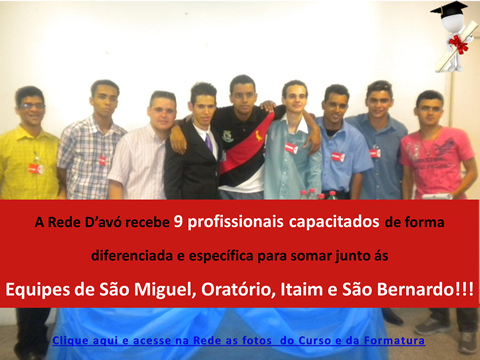 A Rede D’avó recebe 9 profissionais capacitados de forma
diferenciada e específica para somar junto ás
Equipes de São Miguel, Oratório, Itaim e São Bernardo!!!
Clique aqui e acesse na Rede as fotos do Curso e da Formatura